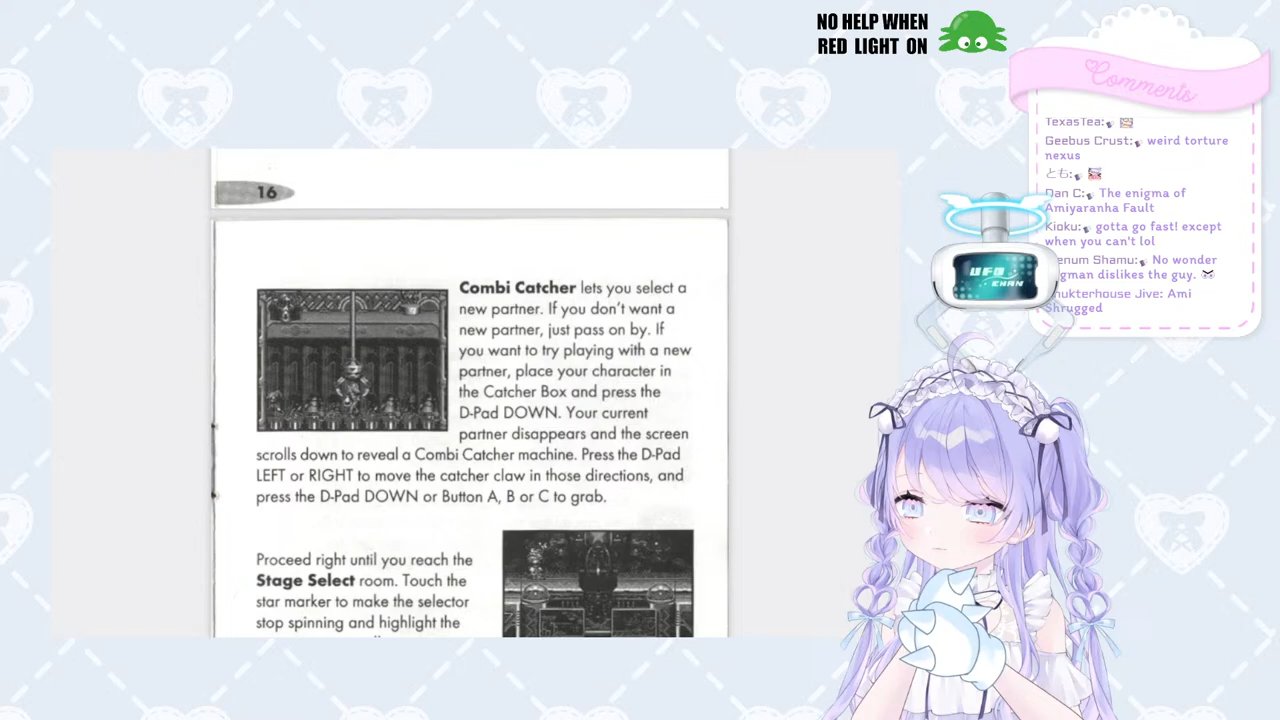 NO HELP WHEN
RED LIGHT ON
Comments
TexasTea:
Geebus Crust: weird torture
nexus
とも:
Dan C: The enigma of
Amiyaranha Fault
Kioku: gotta go fast! except
when you can't lol
Shamu: No wonder
dislikes the guy.
Jive: Ami
Shrugged
UFO
CHAN
16
Combi Catcher lets you select a
new partner. If you don't want a
new partner, just pass on by. If
you want to try playing with a new
partner, place your character in
the Catcher Box and press the
D-Pad DOWN. Your current
partner disappears and the screen
scrolls down to reveal a Combi Catcher machine. Press the D-Pad
LEFT or RIGHT to move the catcher claw in those directions, and
press the D-Pad DOWN or Button A, B or C to grab.
Proceed right until you reach the
Stage Select room. Touch the
star marker to make the selector
stop spinning and highlight the